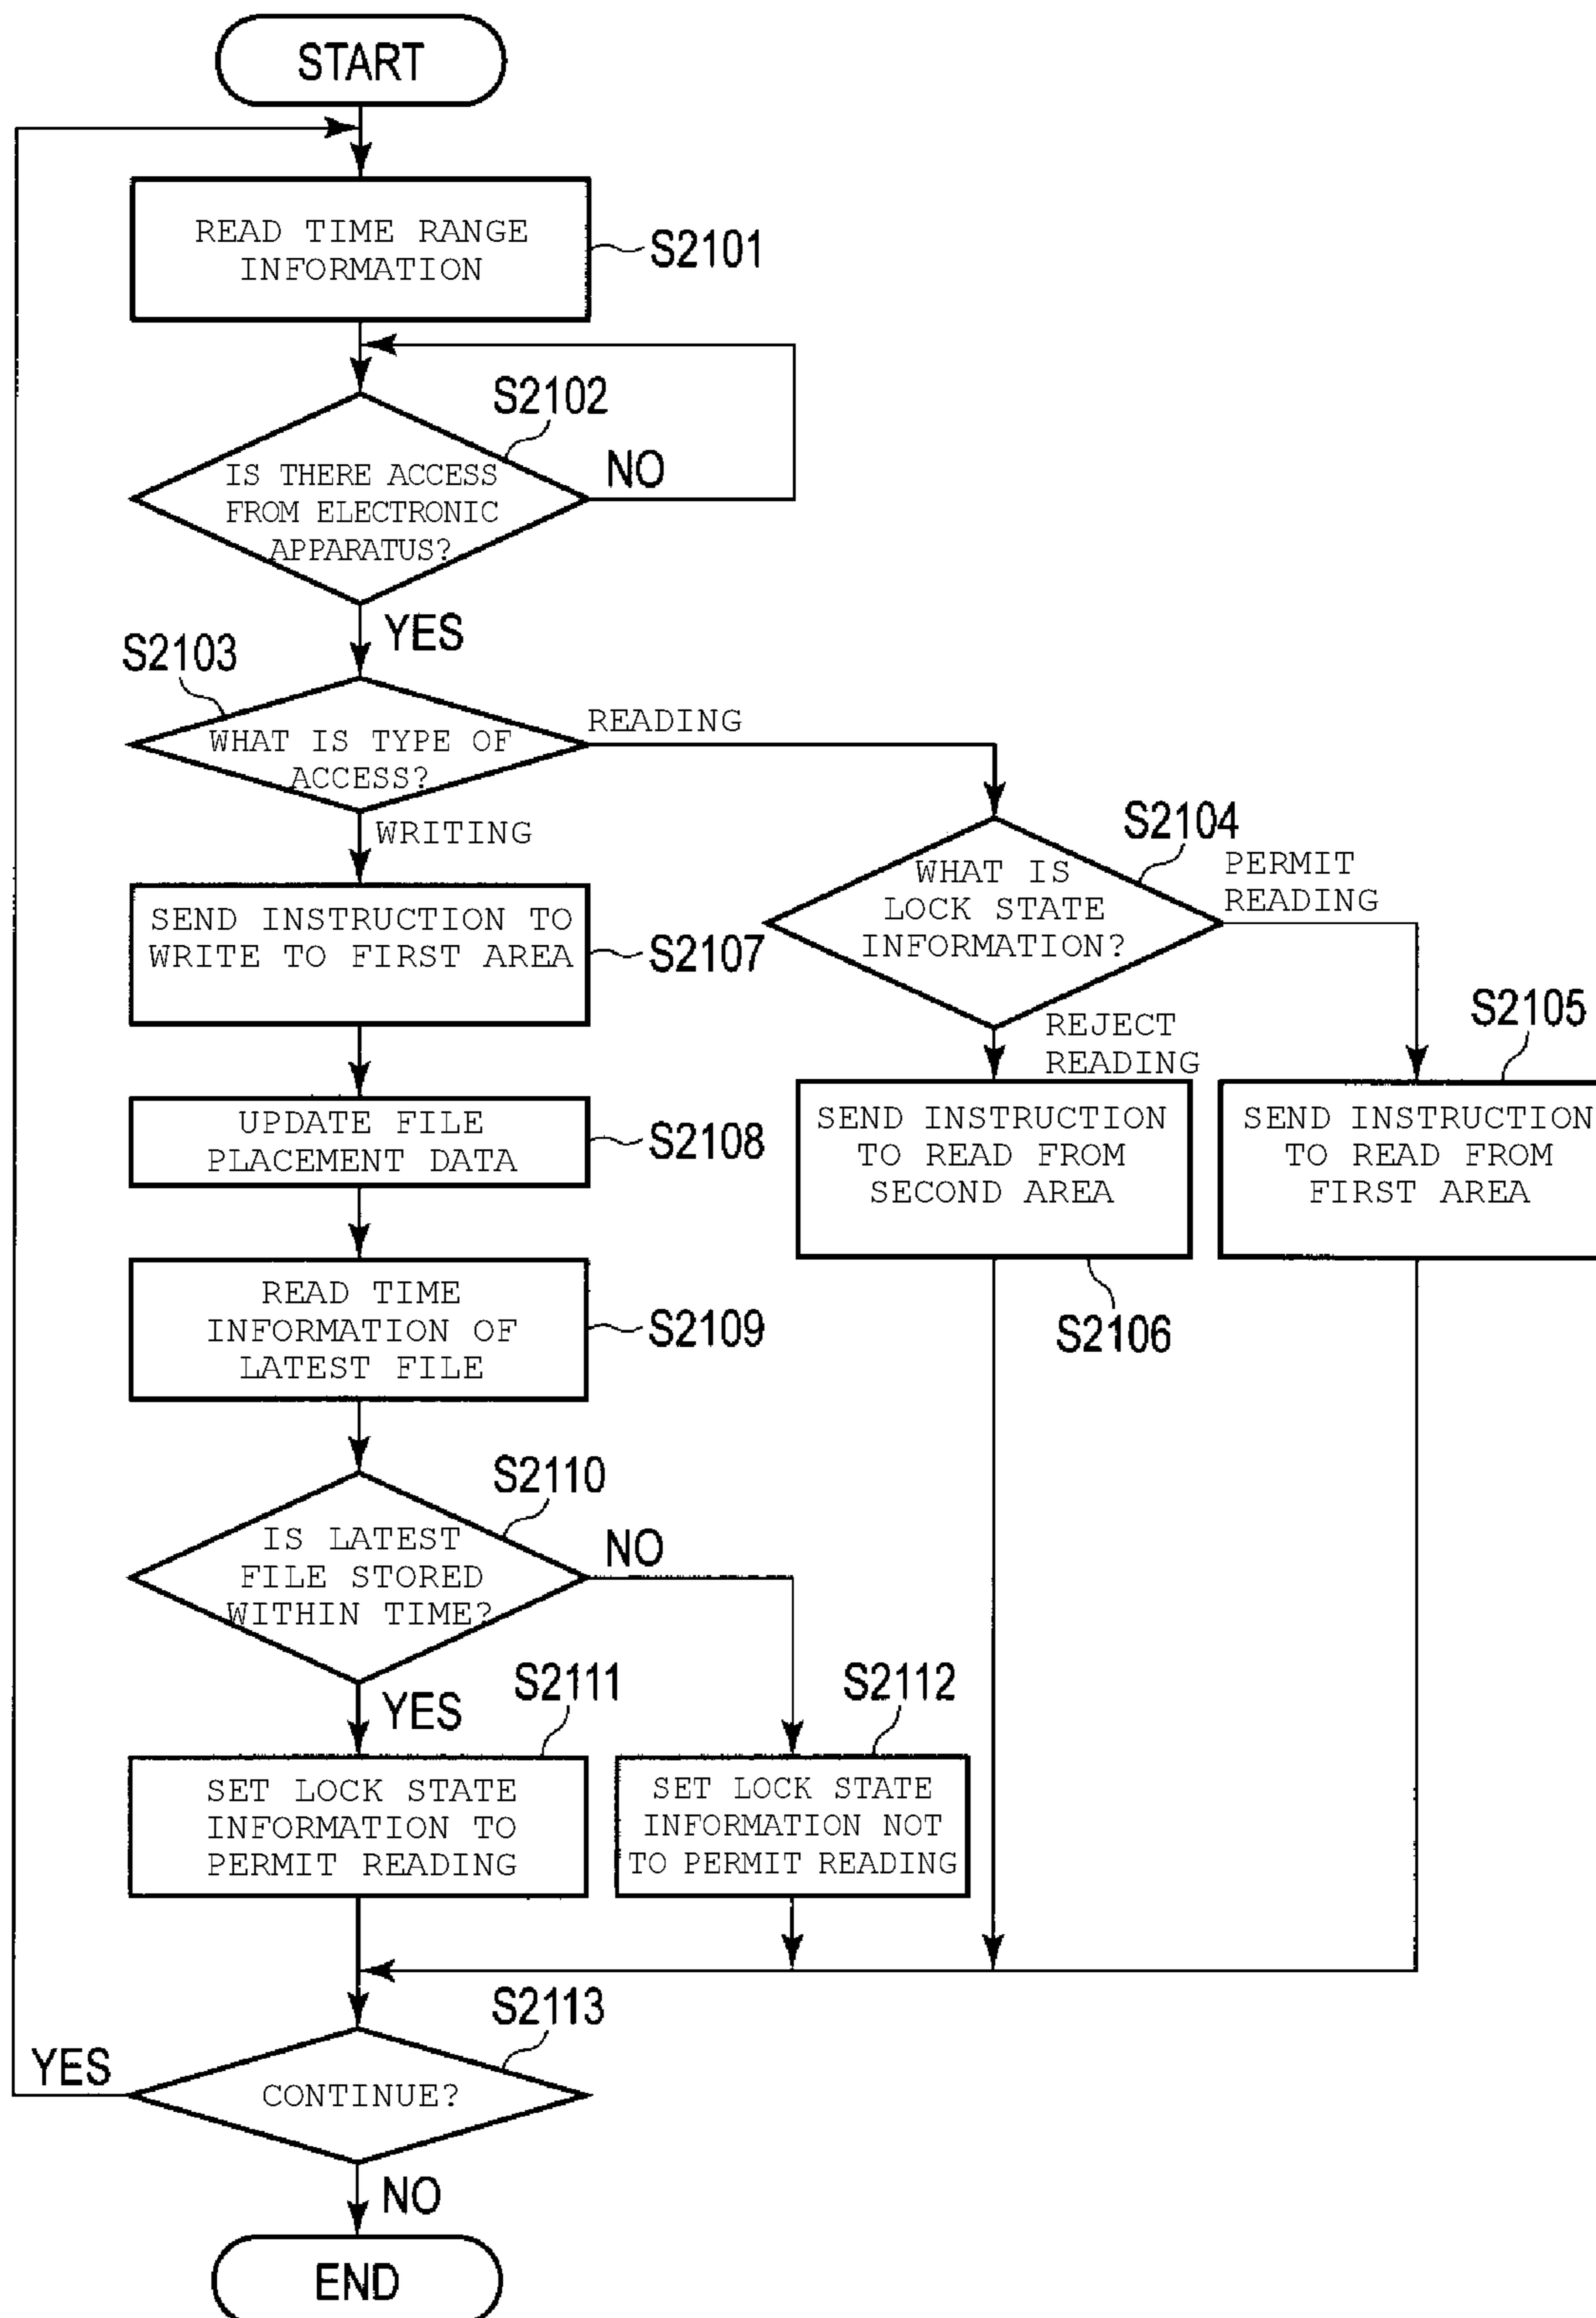 START
READ TIME RANGE
INFORMATION
S2101
S2102
IS THERE ACCESS
FROM ELECTRONIC
APPARATUS?
NO
YES
S2103
WHAT IS TYPE OF
ACCESS?
READING
WRITING
S2104
WHAT IS
LOCK STATE
INFORMATION?
PERMIT
READING
REJECT
READING
S2105
SEND INSTRUCTION
TO READ FROM
FIRST AREA
SEND INSTRUCTION
TO READ FROM
SECOND AREA
S2106
SEND INSTRUCTION TO
WRITE TO FIRST AREA
S2107
UPDATE FILE
PLACEMENT DATA
S2108
READ TIME
INFORMATION OF
LATEST FILE
S2109
S2110
IS LATEST
FILE STORED
WITHIN TIME?
NO
YES
S2111
SET LOCK STATE
INFORMATION TO
PERMIT READING
S2112
SET LOCK STATE
INFORMATION NOT
TO PERMIT READING
S2113
CONTINUE?
YES
NO
END